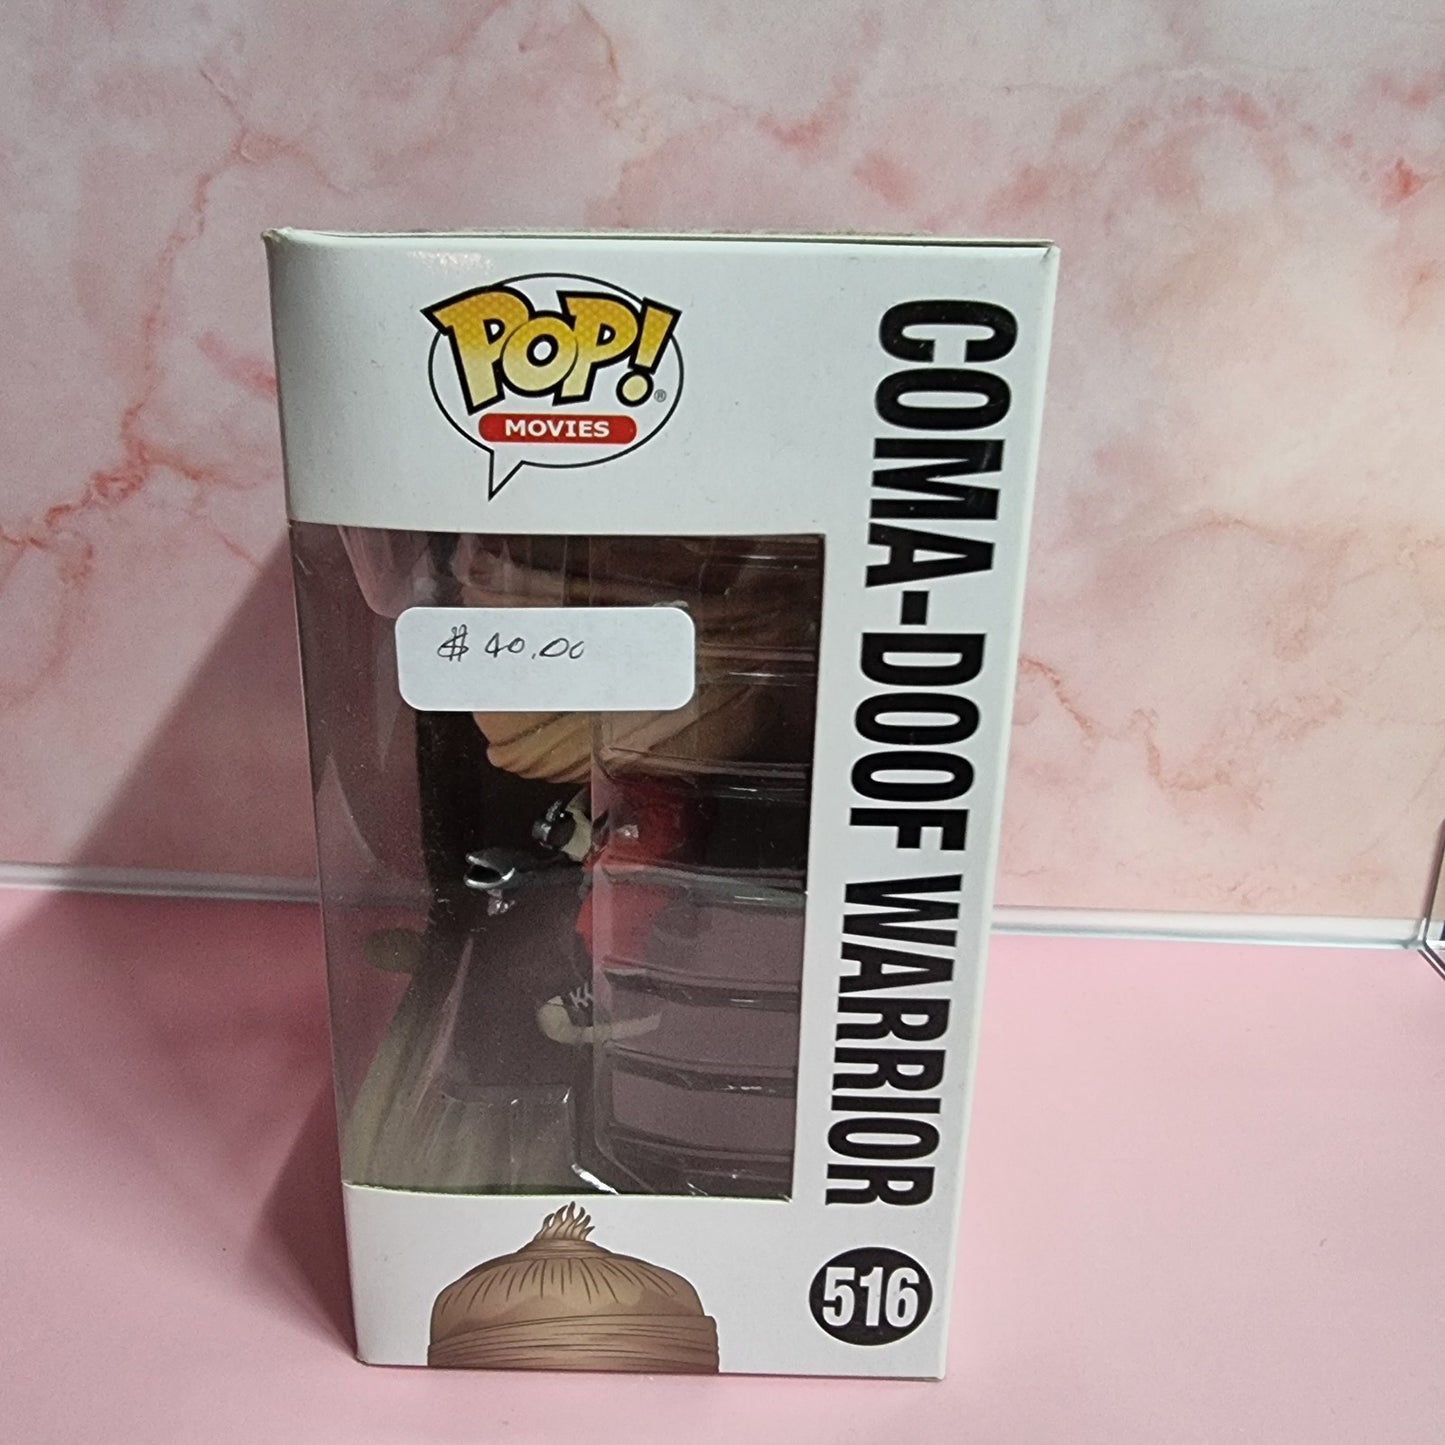 POP!
MOVIES
$ 40.00
COMA-DOOF WARRIOR
516